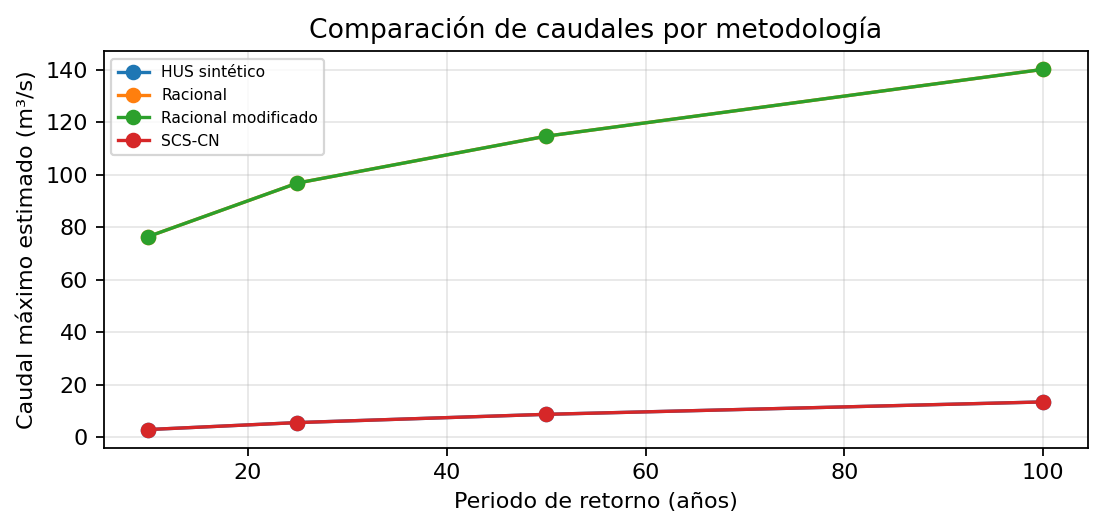 Comparación de caudales por metodología
HUS sintético
Racional
Racional modificado
SCS-CN
Caudal máximo estimado (m³/s)
140
120
100
80
60
40
20
0
20
40
60
80
100
Periodo de retorno (años)